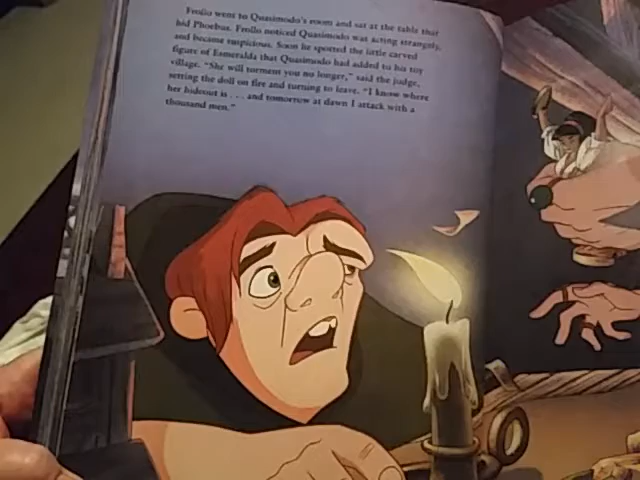 Frollo went to Quasimodo's room and sat at the table that
hid Phoebus. Frollo noticed Quasimodo was acting strangely,
and became suspicious. Soon he spotted the little carved
figure of Esmeralda that Quasimodo had added to his toy
village. "She will torment you no longer," said the judge,
setting the doll on fire and turning to leave. "I know where
her hideout is . . . and tomorrow at dawn I attack with a
thousand men."